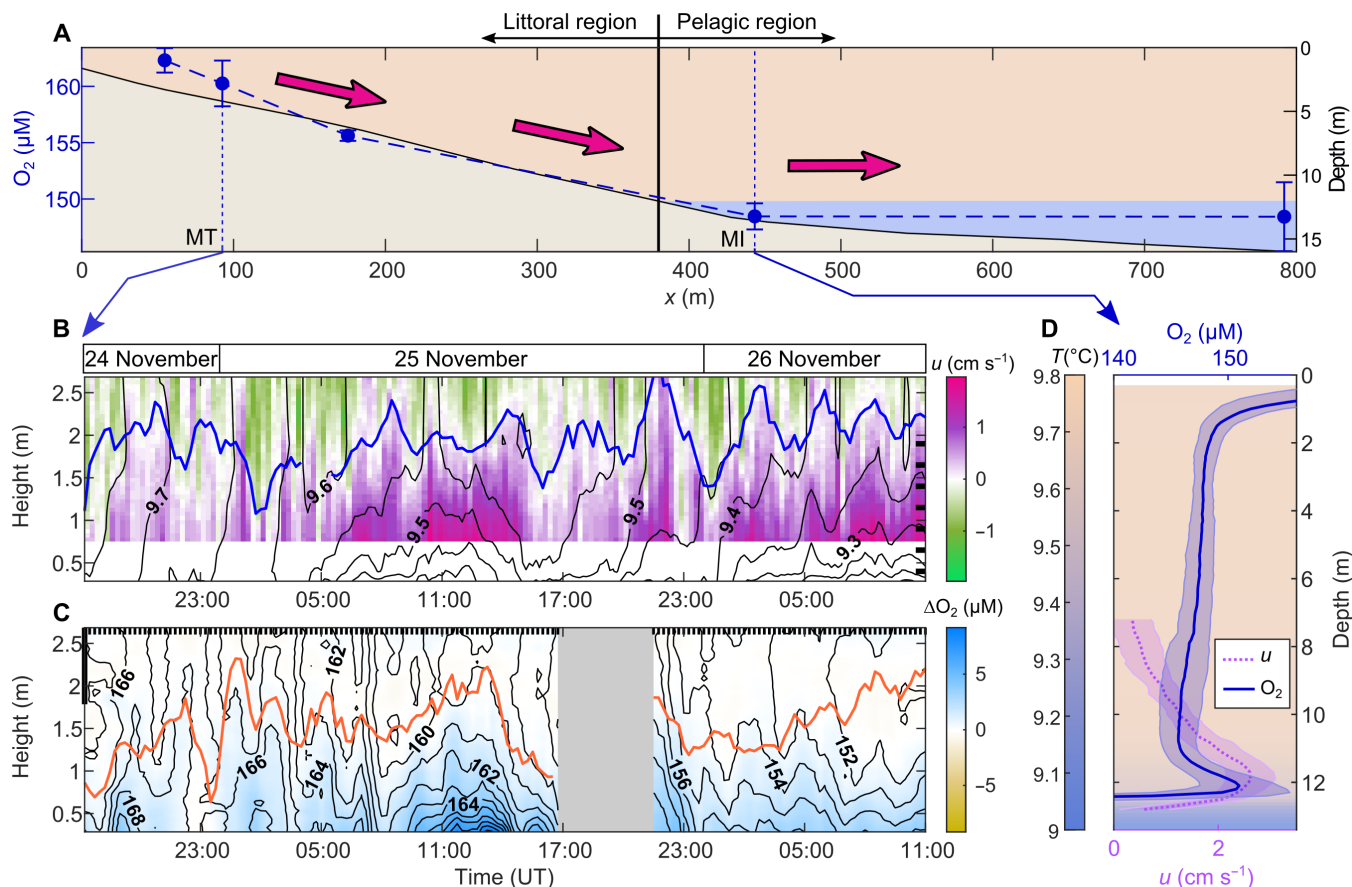 Littoral region Pelagic region
A
O2 (µM)
160
155
150
0
5
10
15
Depth (m)
MT
MI
0 100 200 300 400 500 600 700 800
x (m)
B
24 November 25 November 26 November
u (cm s⁻¹)
Height (m)
2.5
2
1.5
1
0.5
9.7
9.6
9.5
9.5
9.4
9.3
1
0
−1
23:00 05:00 11:00 17:00 23:00 05:00
C
ΔO2 (µM)
Height (m)
2.5
2
1.5
1
0.5
166
168
166
164
162
160
162
164
156
154
152
5
0
−5
23:00 05:00 11:00 17:00 23:00 05:00 11:00
Time (UT)
D
O2 (µM)
T(°C) 140 150
9.8
9.7
9.6
9.5
9.4
9.3
9.2
9.1
9
0
2
4
6
8
10
12
Depth (m)
u
O2
0 2
u (cm s⁻¹)